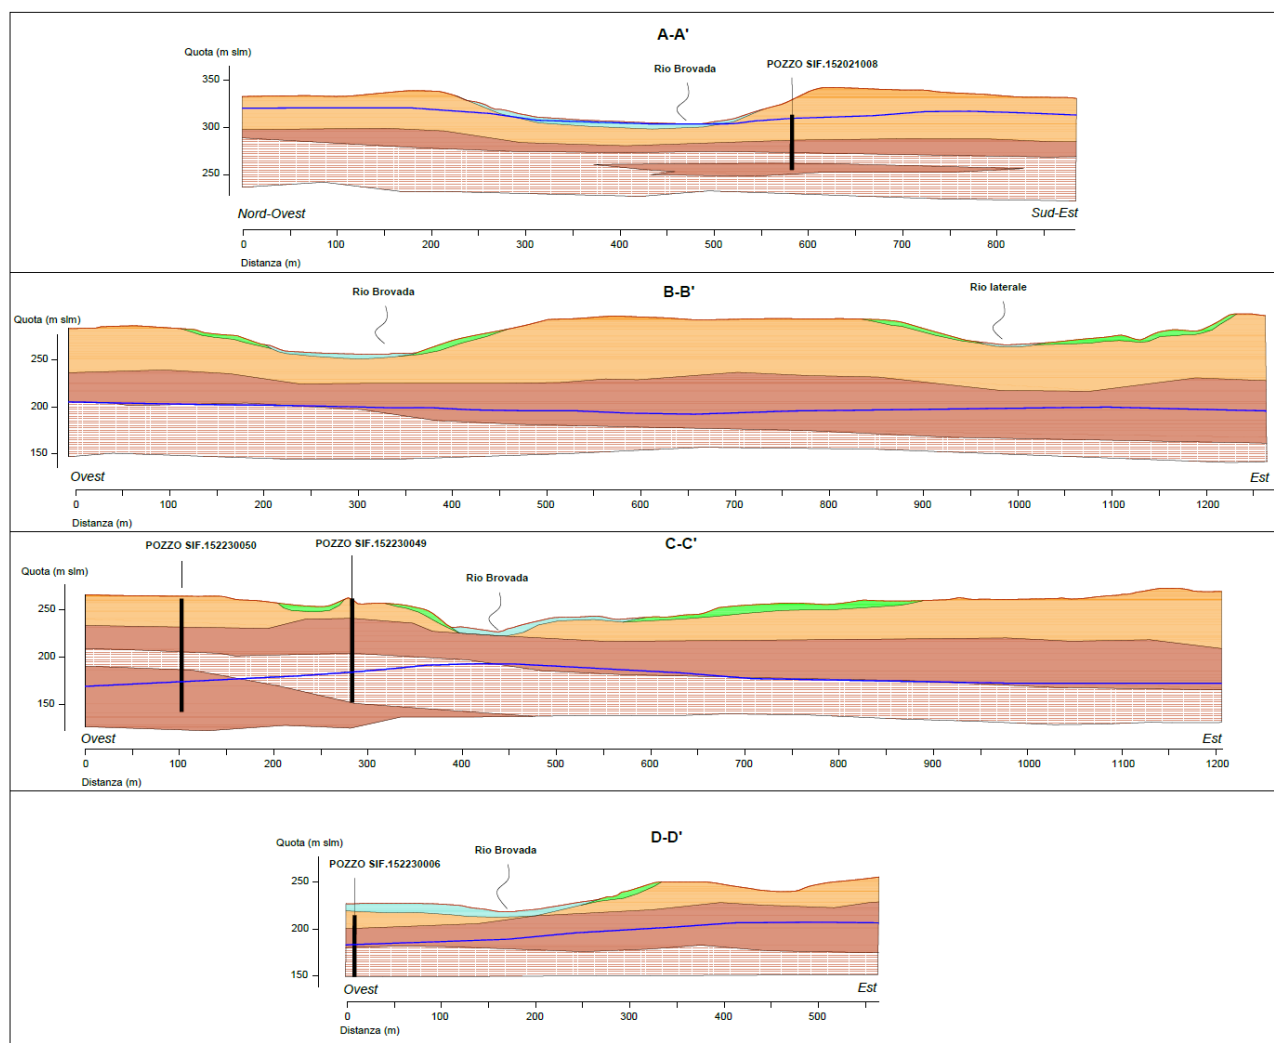 A-A'
Quota (m slm)
Rio Brovada
POZZO SIF.152021008
350
300
250
Nord-Ovest
Sud-Est
0 100 200 300 400 500 600 700 800
Distanza (m)
Rio Brovada
B-B'
Rio laterale
Quota (m slm)
250
200
150
Ovest
Est
0 100 200 300 400 500 600 700 800 900 1000 1100 1200
Distanza (m)
POZZO SIF.152230050
POZZO SIF.152230049
C-C'
Quota (m slm)
Rio Brovada
250
200
150
Ovest
Est
0 100 200 300 400 500 600 700 800 900 1000 1100 1200
Distanza (m)
D-D'
Quota (m slm)
Rio Brovada
POZZO SIF.152230006
250
200
150
Ovest
Est
0 100 200 300 400 500
Distanza (m)